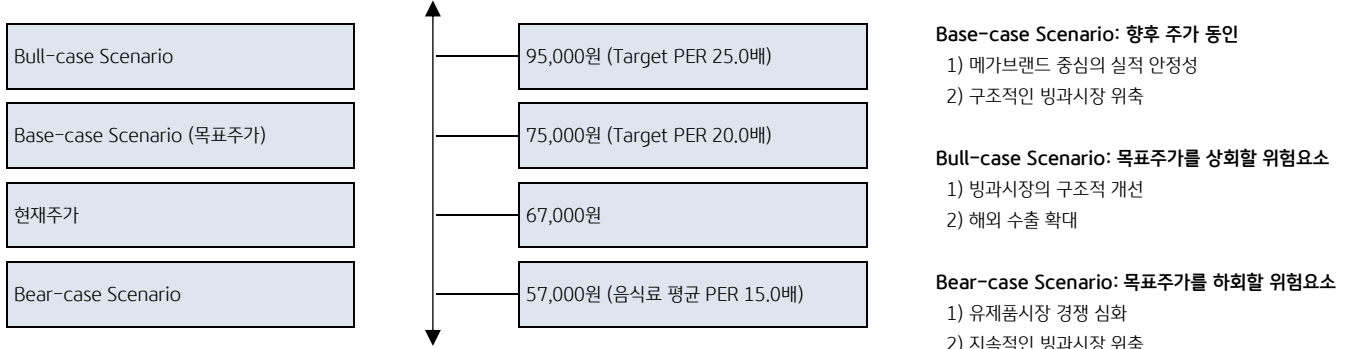 Bull-case Scenario
95,000원 (Target PER 25.0배)
Base-case Scenario (목표주가)
75,000원 (Target PER 20.0배)
현재주가
67,000원
Bear-case Scenario
57,000원 (음식료 평균 PER 15.0배)
Base-case Scenario: 향후 주가 동인
1) 메가브랜드 중심의 실적 안정성
2) 구조적인 빙과시장 위축
Bull-case Scenario: 목표주가를 상회할 위험요소
1) 빙과시장의 구조적 개선
2) 해외 수출 확대
Bear-case Scenario: 목표주가를 하회할 위험요소
1) 유제품시장 경쟁 심화
2) 지속적인 빙과시장 위축